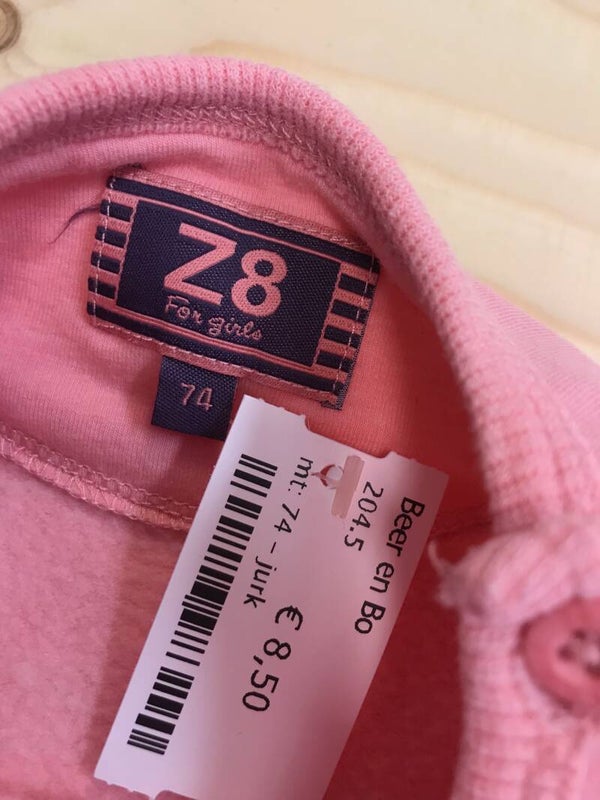 Z8
For girls
74
Beer en Bo
204.5
mt: 74 - jurk
€ 8,50